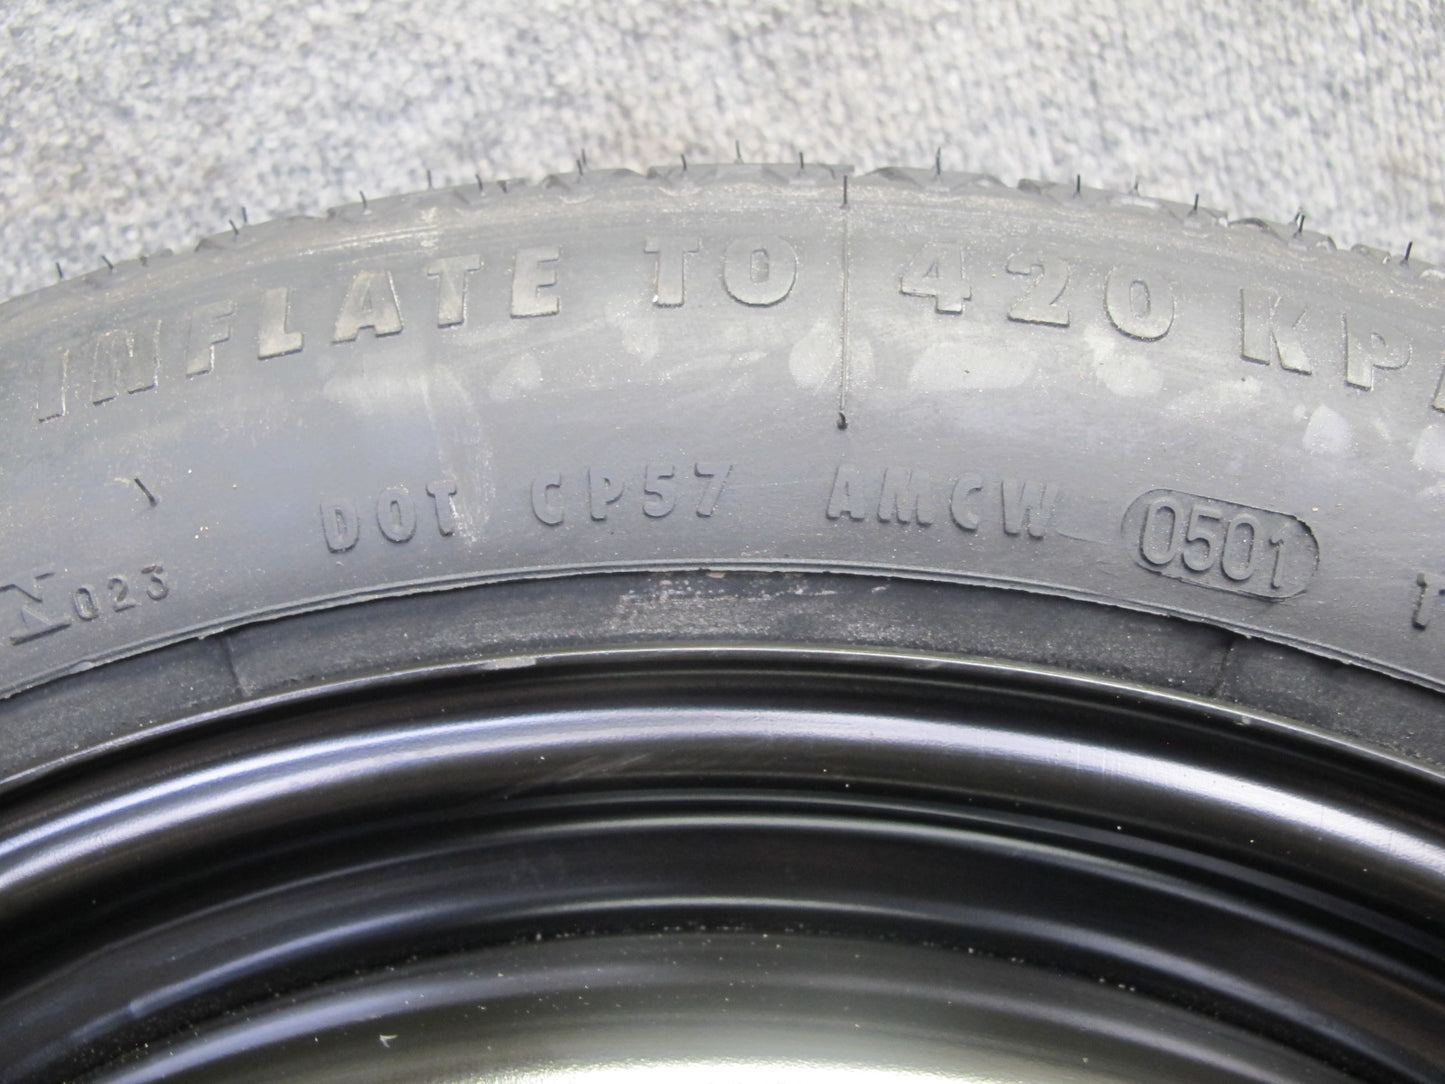 INFLATE TO 420 KP
DOT CP57 AMCW 0501
023